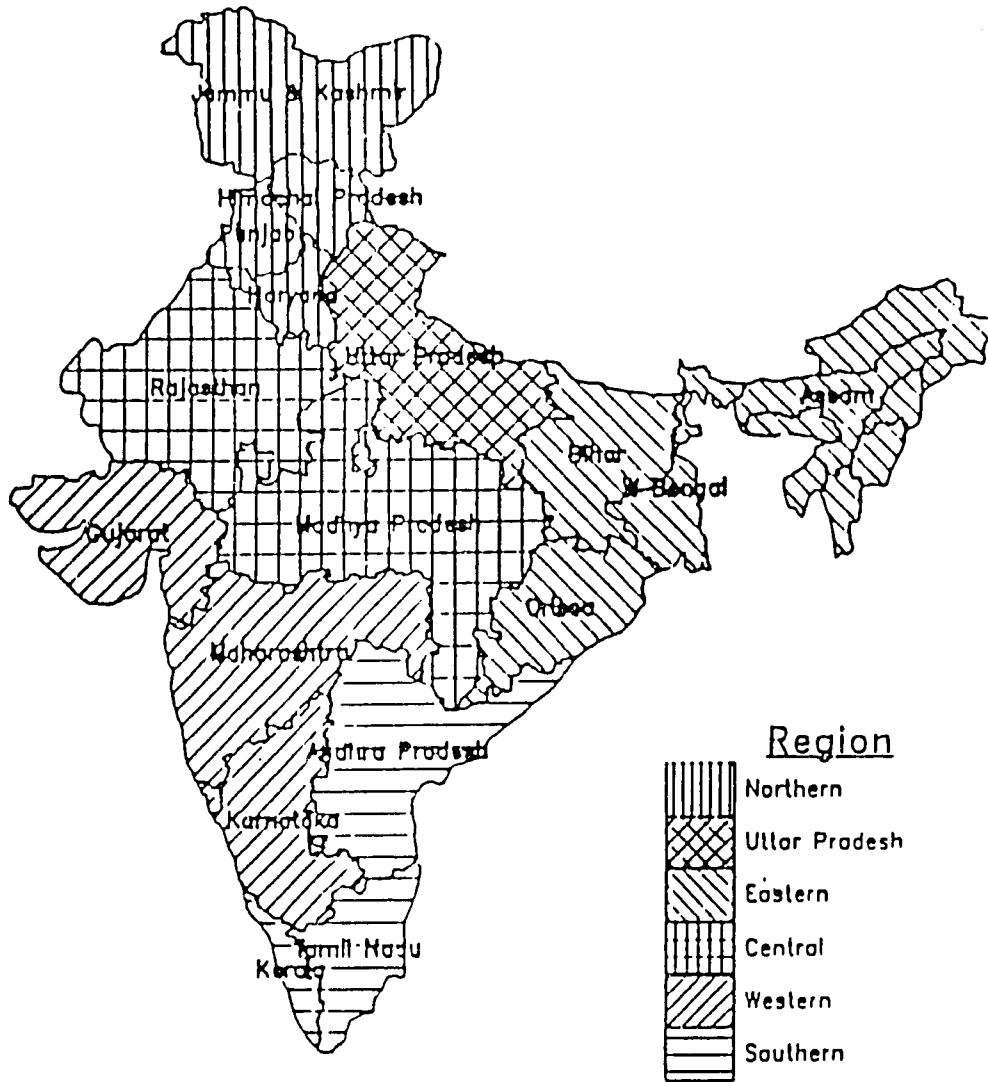 Jammu & Kashmir
Himachal Pradesh
Punjab
Haryana
Uttar Pradesh
Rajasthan
Assam
Bihar
W Bengal
Madhya Pradesh
Gujarat
Orissa
Maharashtra
Andhra Pradesh
Karnataka
Tamil Nadu
Kerala
Region
Northern
Uttar Pradesh
Eastern
Central
Western
Southern